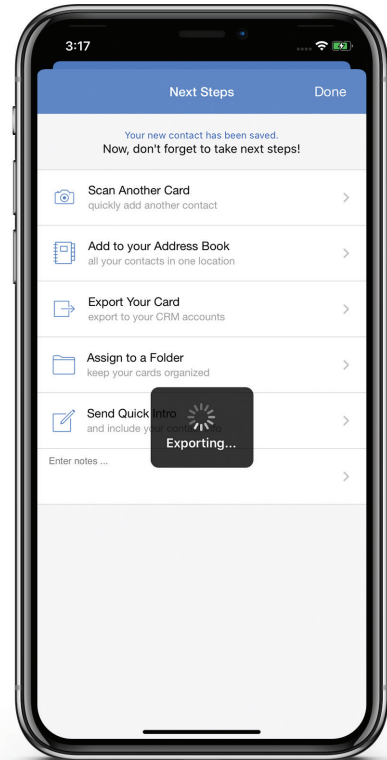 3:17
Next Steps
Done
Your new contact has been saved.
Now, don't forget to take next steps!
Scan Another Card
quickly add another contact
Add to your Address Book
all your contacts in one location
Export Your Card
export to your CRM accounts
Assign to a Folder
keep your cards organized
Send Quick Intro
and include your contact info
Exporting...
Enter notes ...